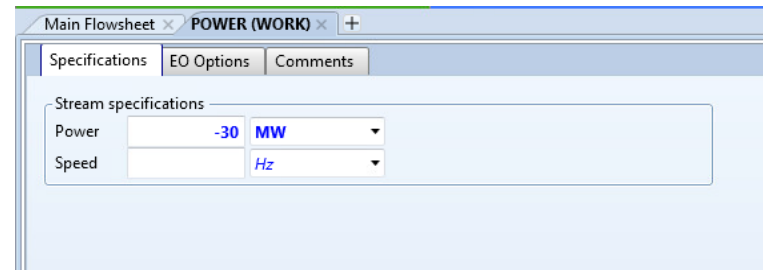 Main Flowsheet × POWER (WORK) × +
Specifications EO Options Comments
Stream specifications
Power -30 MW
Speed Hz